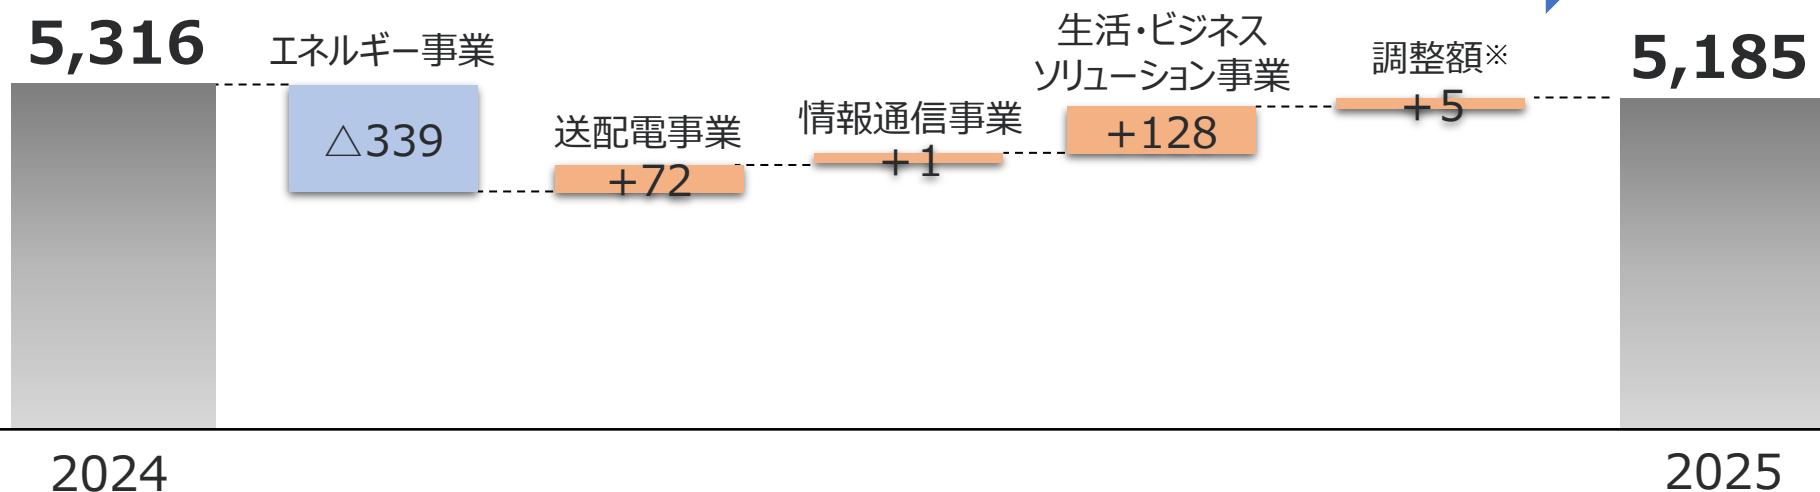 5,316
エネルギー事業
△339
送配電事業
+72
情報通信事業
+1
生活・ビジネス
ソリューション事業
+128
調整額※
+5
5,185
2024
2025